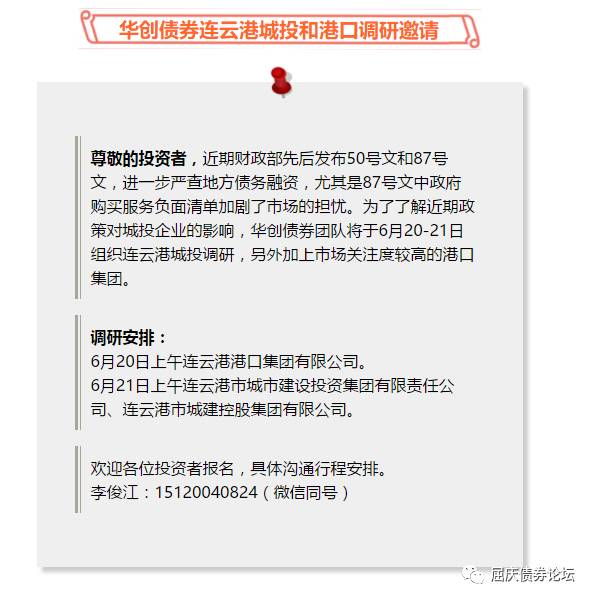 华创债券连云港城投和港口调研邀请
尊敬的投资者，近期财政部先后发布50号文和87号
文，进一步严查地方债务融资，尤其是87号文中政府
购买服务负面清单加剧了市场的担忧。为了了解近期政
策对城投企业的影响，华创债券团队将于6月20-21日
组织连云港城投调研，另外加上市场关注度较高的港口
集团。
调研安排：
6月20日上午连云港港口集团有限公司。
6月21日上午连云港市城市建设投资集团有限责任公
司、连云港市城建控股集团有限公司。
欢迎各位投资者报名，具体沟通行程安排。
李俊江：15120040824（微信同号）
屈庆债券论坛